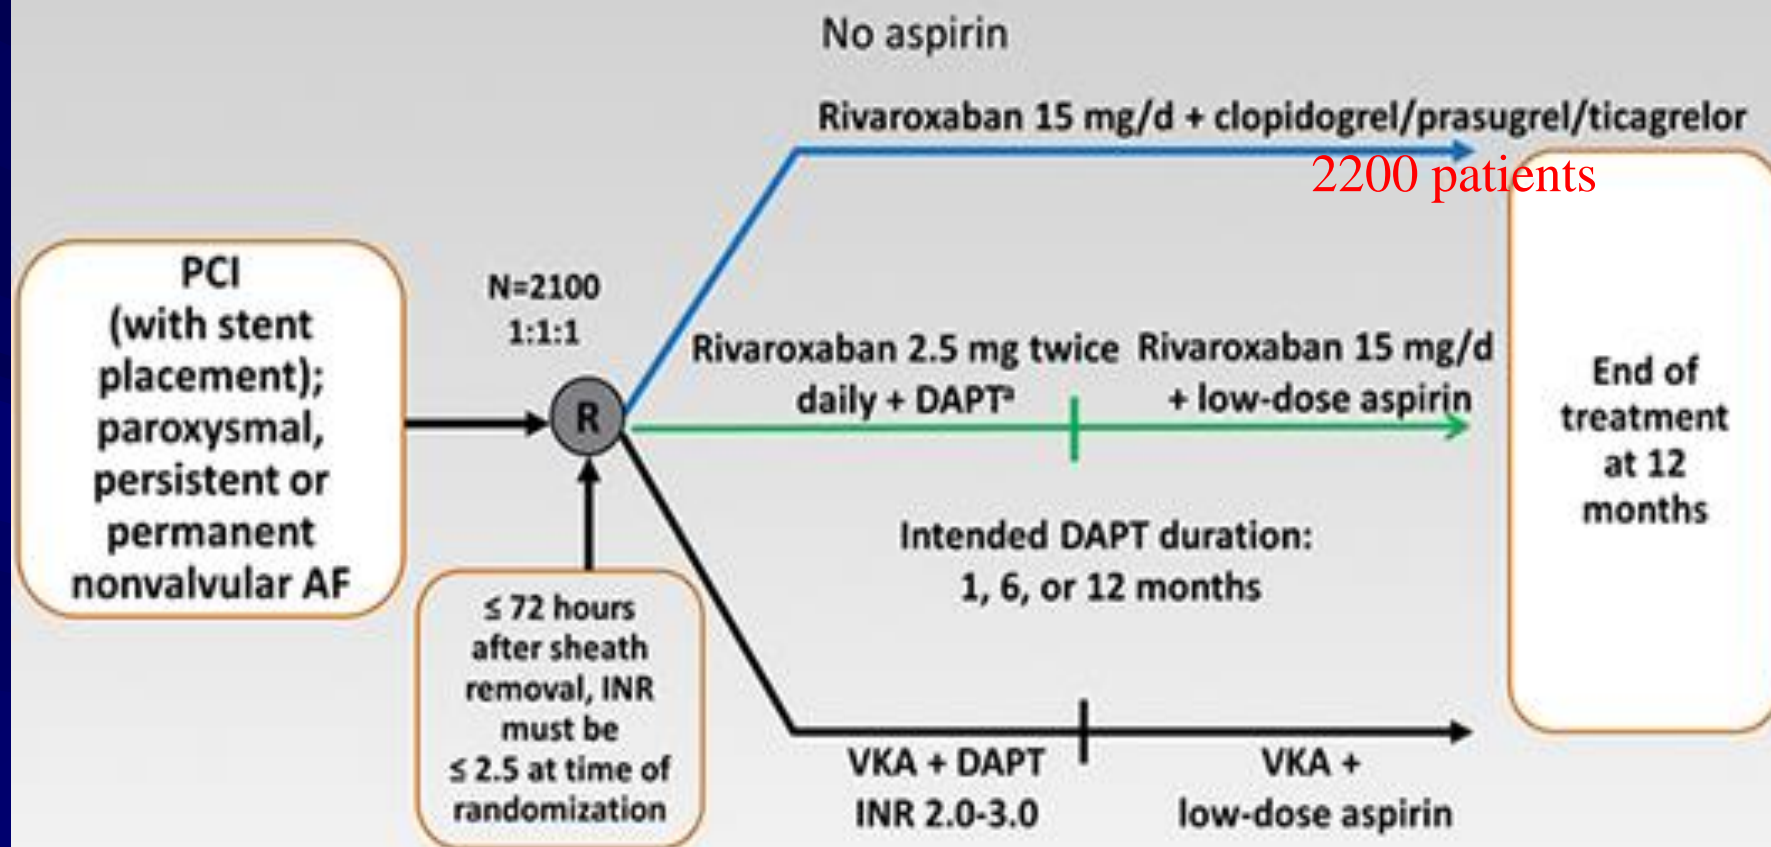 No aspirin
Rivaroxaban 15 mg/d + clopidogrel/prasugrel/ticagrelor
2200 patients
PCI
(with stent
placement);
paroxysmal,
persistent or
permanent
nonvalvular AF
N=2100
1:1:1
R
≤ 72 hours
after sheath
removal, INR
must be
≤ 2.5 at time of
randomization
Rivaroxaban 2.5 mg twice
daily + DAPTᵃ
Rivaroxaban 15 mg/d
+ low-dose aspirin
Intended DAPT duration:
1, 6, or 12 months
VKA + DAPT
INR 2.0-3.0
VKA +
low-dose aspirin
End of
treatment
at 12
months